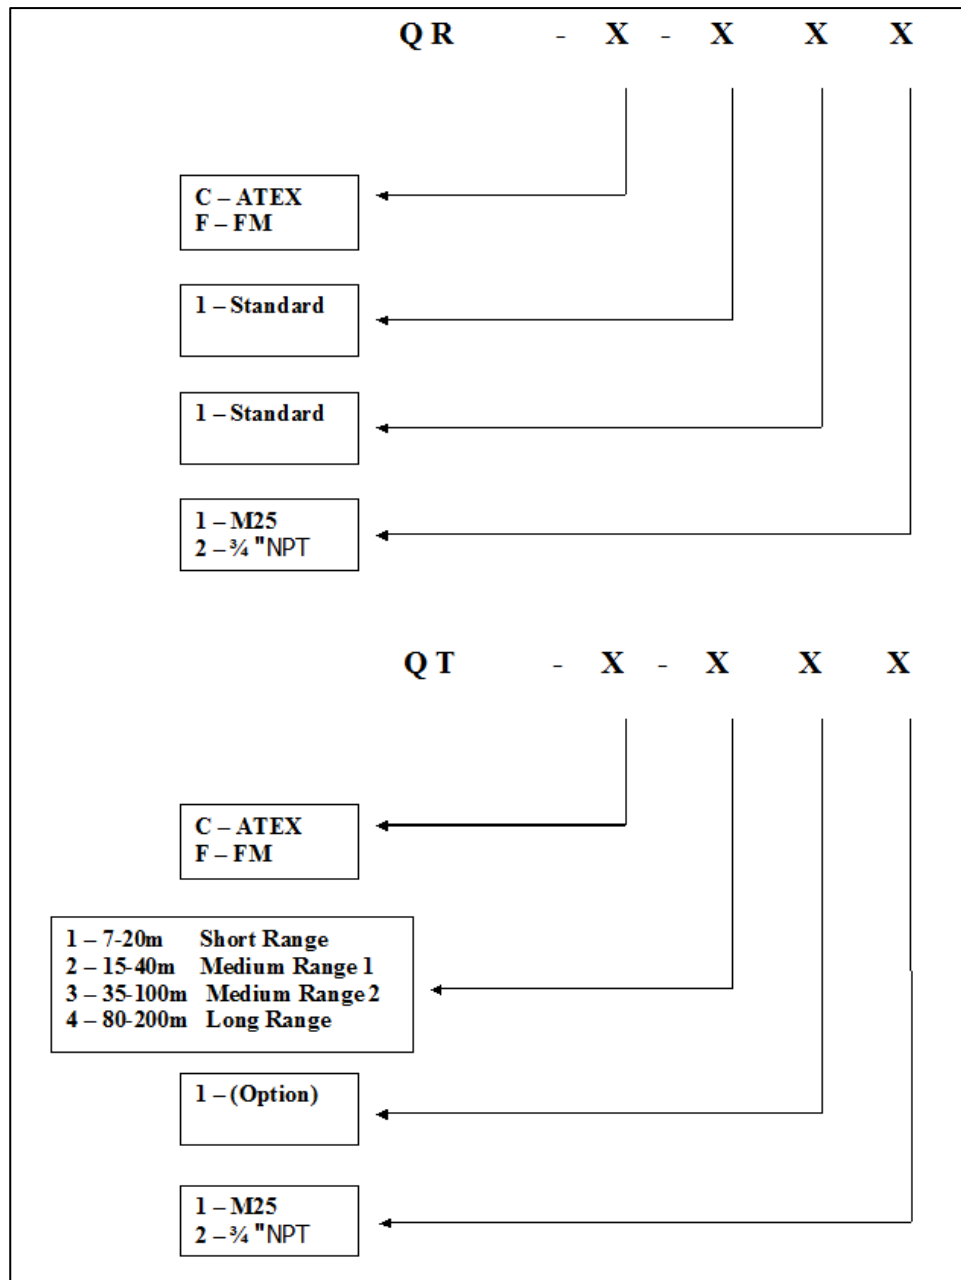 Q R - X - X X X
C – ATEX
F – FM
1 – Standard
1 – Standard
1 – M25
2 – ¾ "NPT
Q T - X - X X X
C – ATEX
F – FM
1 – 7-20m Short Range
2 – 15-40m Medium Range 1
3 – 35-100m Medium Range 2
4 – 80-200m Long Range
1 – (Option)
1 – M25
2 – ¾ "NPT